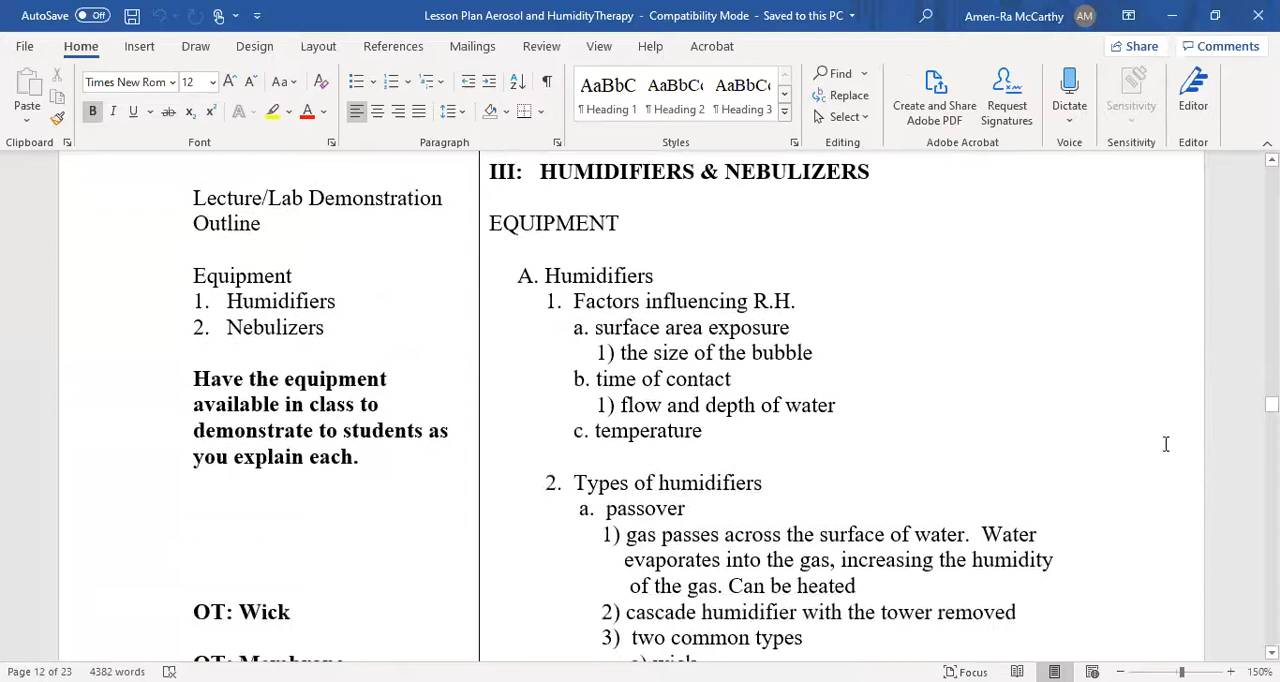 AutoSave Off
Lesson Plan Aerosol and HumidityTherapy - Compatibility Mode - Saved to this PC
Amen-Ra McCarthy AM
File Home Insert Draw Design Layout References Mailings Review View Help Acrobat
Share Comments
Paste
Times New Rom 12
AaBbC AaBbC AaBbC
¶ Heading 1 ¶ Heading 2 ¶ Heading 3
Find
Replace
Select
Create and Share Adobe PDF
Request Signatures
Dictate
Sensitivity
Editor
Clipboard Font Paragraph Styles Editing Adobe Acrobat Voice Sensitivity Editor
Lecture/Lab Demonstration
Outline
Equipment
1. Humidifiers
2. Nebulizers
Have the equipment
available in class to
demonstrate to students as
you explain each.
OT: Wick
OT: Membrane
III: HUMIDIFIERS & NEBULIZERS
EQUIPMENT
A. Humidifiers
1. Factors influencing R.H.
a. surface area exposure
1) the size of the bubble
b. time of contact
1) flow and depth of water
c. temperature
2. Types of humidifiers
a. passover
1) gas passes across the surface of water. Water
evaporates into the gas, increasing the humidity
of the gas. Can be heated
2) cascade humidifier with the tower removed
3) two common types
a) wick
Page 12 of 23 4382 words
Focus
150%